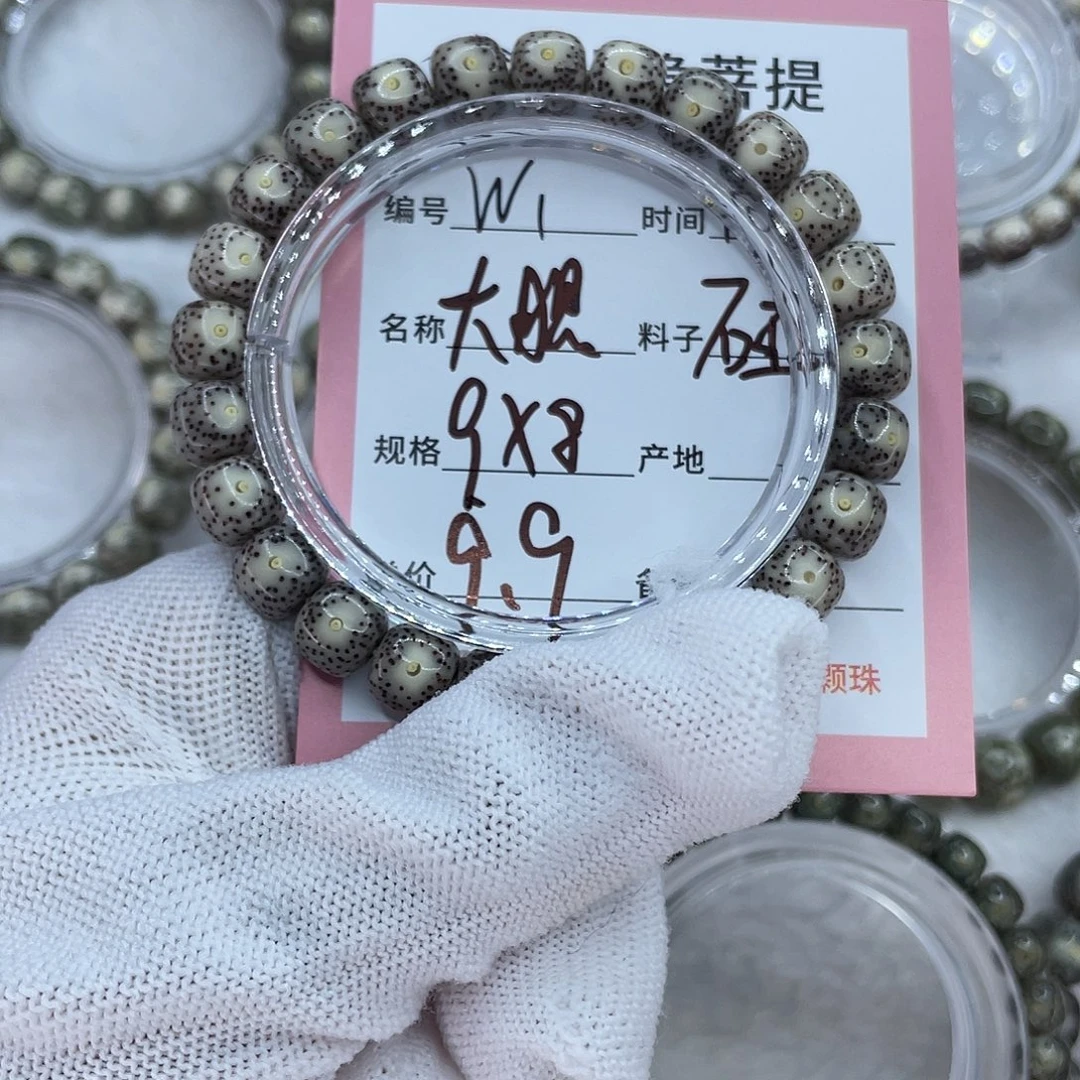 菩提
编号 W1 时间
名称 大眼 料子
规格 9X8 产地
价 9.9
颗珠